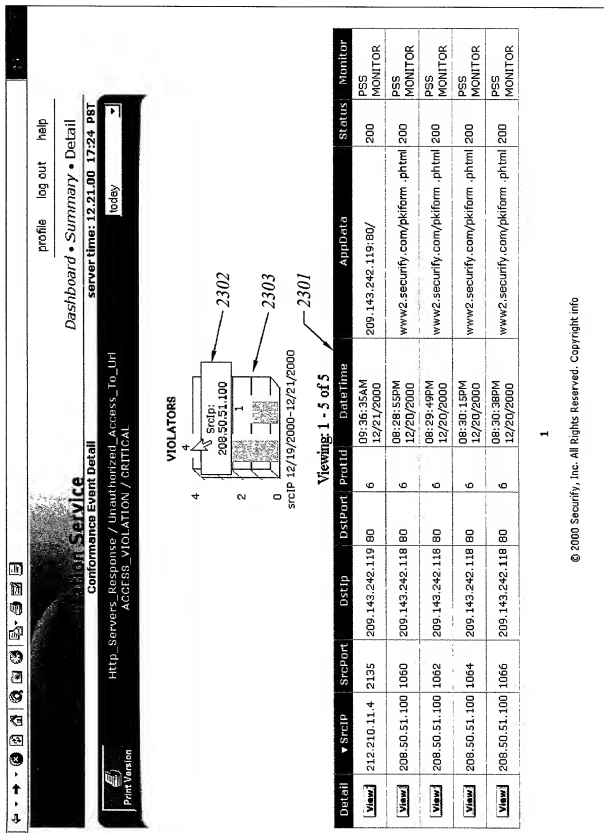 profile log out help
Dashboard • Summary • Detail
server time: 12.21.00 17:24 PST
Conformance Event Detail
Print Version
Http_Servers_Response / Unauthorized_Access_To_Url
ACCESS_VIOLATION / CRITICAL
today
VIOLATORS
4
4
2
0
SrcIp:
208.50.51.100
1
srcIP 12/19/2000-12/21/2000
2302
2303
2301
Viewing: 1 - 5 of 5
Detail ▼ SrcIP SrcPort DstIp DstPort ProtId DateTime AppData Status Monitor
View 212.210.11.4 2135 209.143.242.119 80 6 09:36:35AM 12/21/2000 209.143.242.119:80/ 200 PSS MONITOR
View 208.50.51.100 1060 209.143.242.118 80 6 08:28:55PM 12/20/2000 www2.securify.com/pkiform .phtml 200 PSS MONITOR
View 208.50.51.100 1062 209.143.242.118 80 6 08:29:49PM 12/20/2000 www2.securify.com/pkiform .phtml 200 PSS MONITOR
View 208.50.51.100 1064 209.143.242.118 80 6 08:30:15PM 12/20/2000 www2.securify.com/pkiform .phtml 200 PSS MONITOR
View 208.50.51.100 1066 209.143.242.118 80 6 08:30:38PM 12/20/2000 www2.securify.com/pkiform .phtml 200 PSS MONITOR
1
© 2000 Securify, Inc. All Rights Reserved. Copyright info